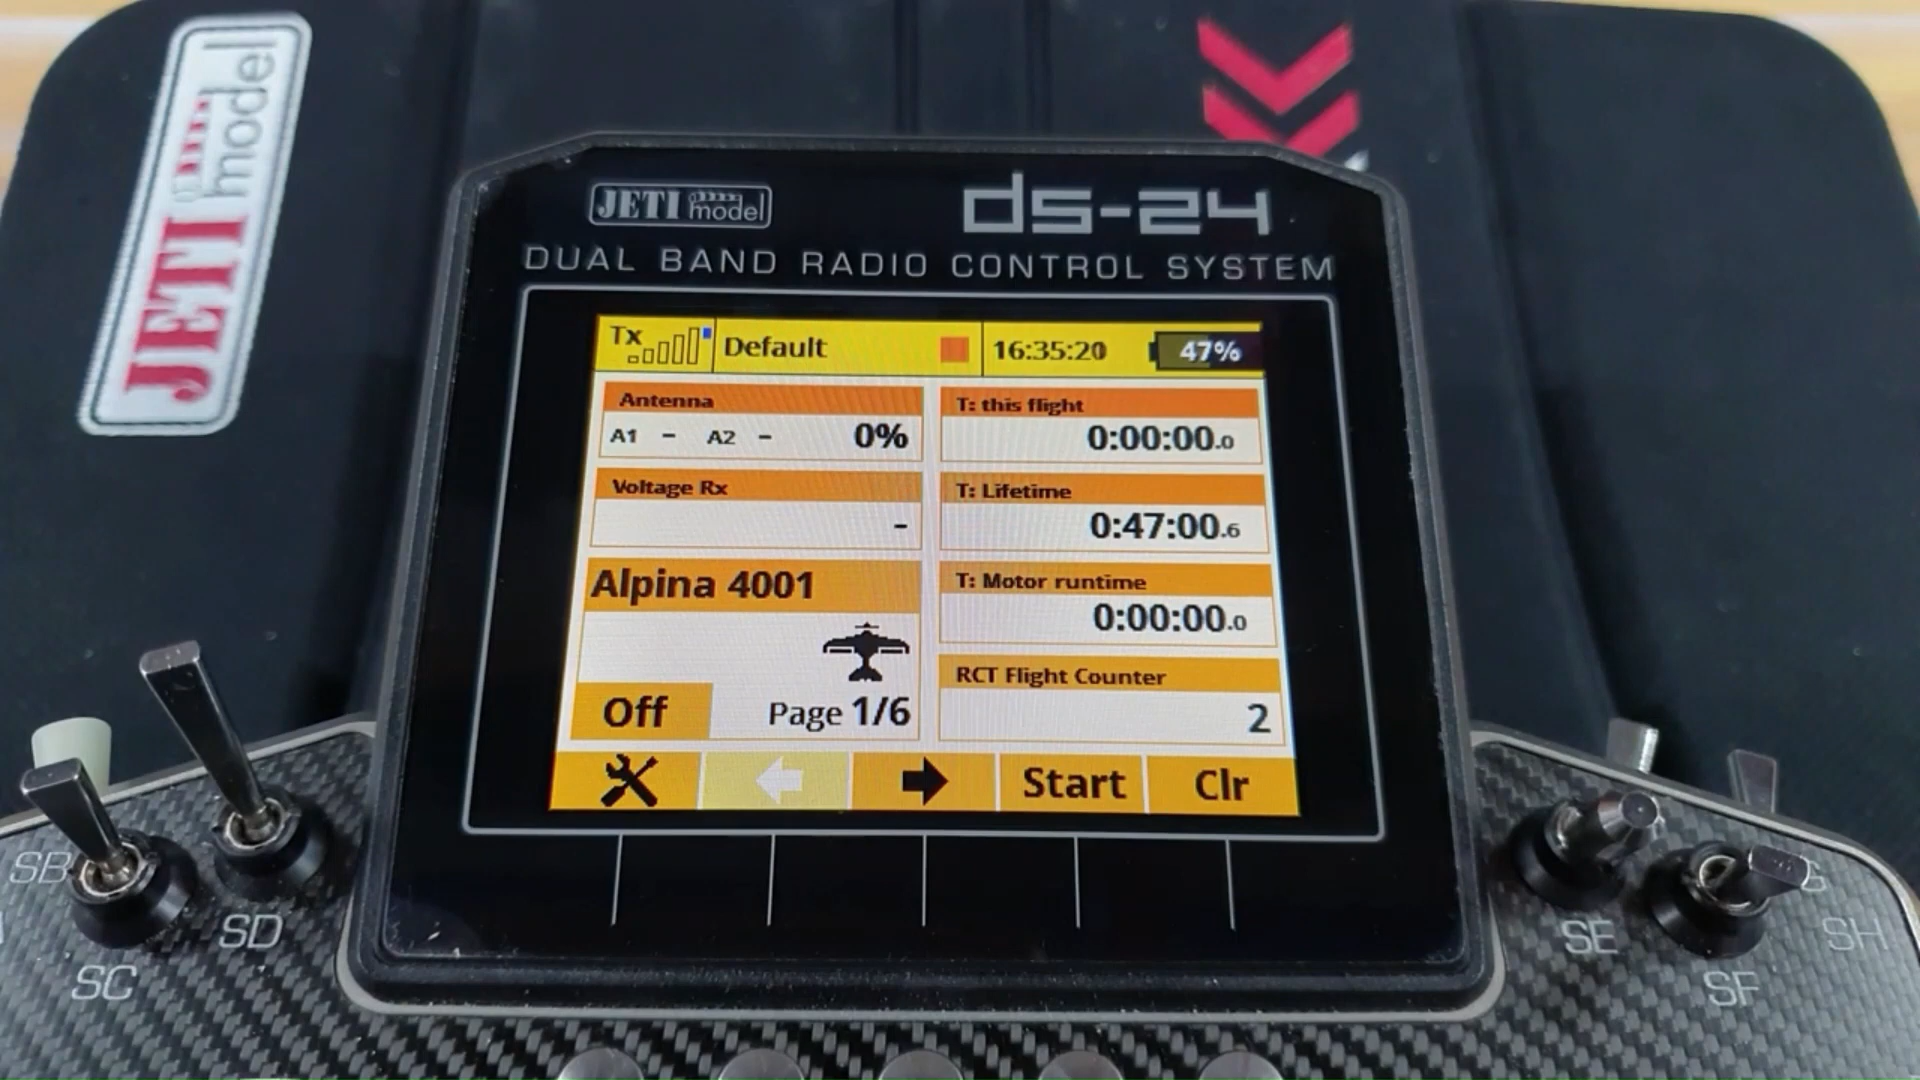 JETI model
JETI model
ds-24
DUAL BAND RADIO CONTROL SYSTEM
Tx
Default
16:35:20
47%
Antenna
A1 - A2 - 0%
T: this flight
0:00:00.0
Voltage Rx
-
T: Lifetime
0:47:00.6
Alpina 4001
T: Motor runtime
0:00:00.0
RCT Flight Counter
2
Off
Page 1/6
Start
Clr
SB
SC
SD
SE
SF
G
SH